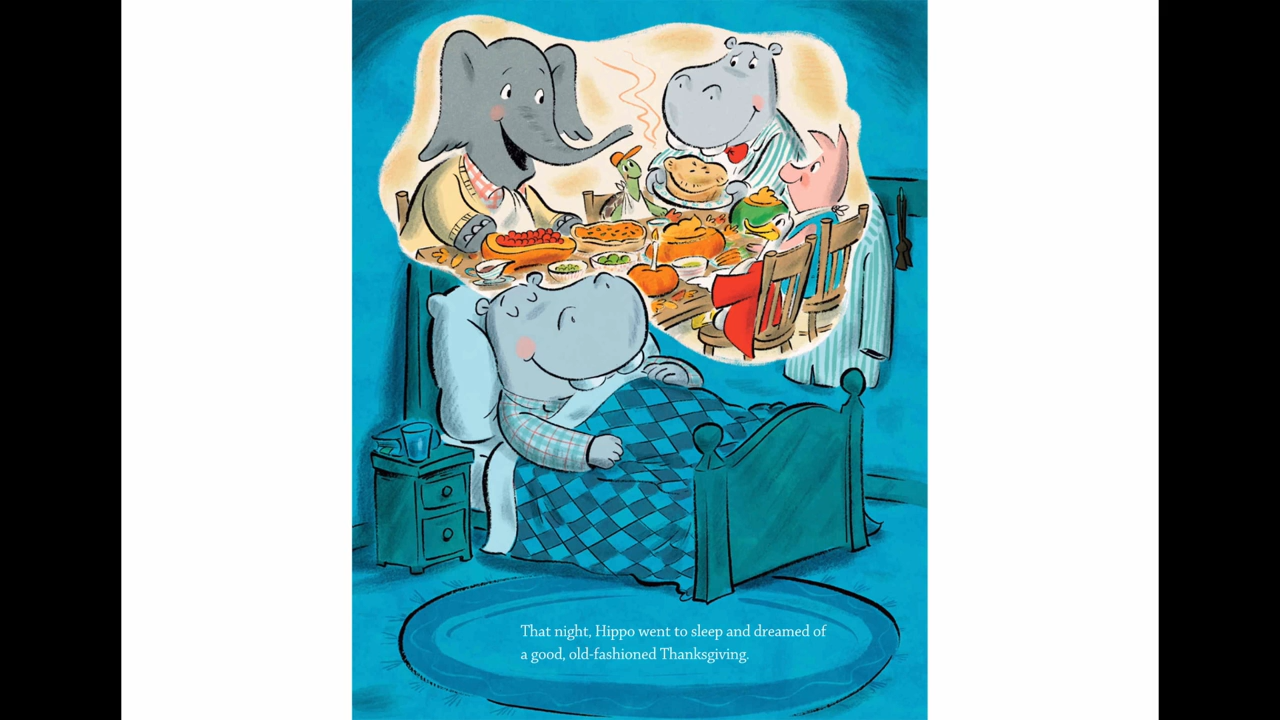 That night, Hippo went to sleep and dreamed of
a good, old-fashioned Thanksgiving.